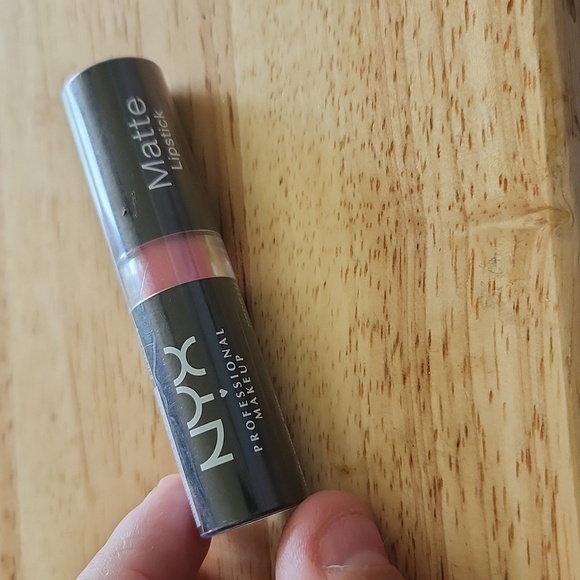 Matte
Lipstick
NYX
PROFESSIONAL
MAKEUP